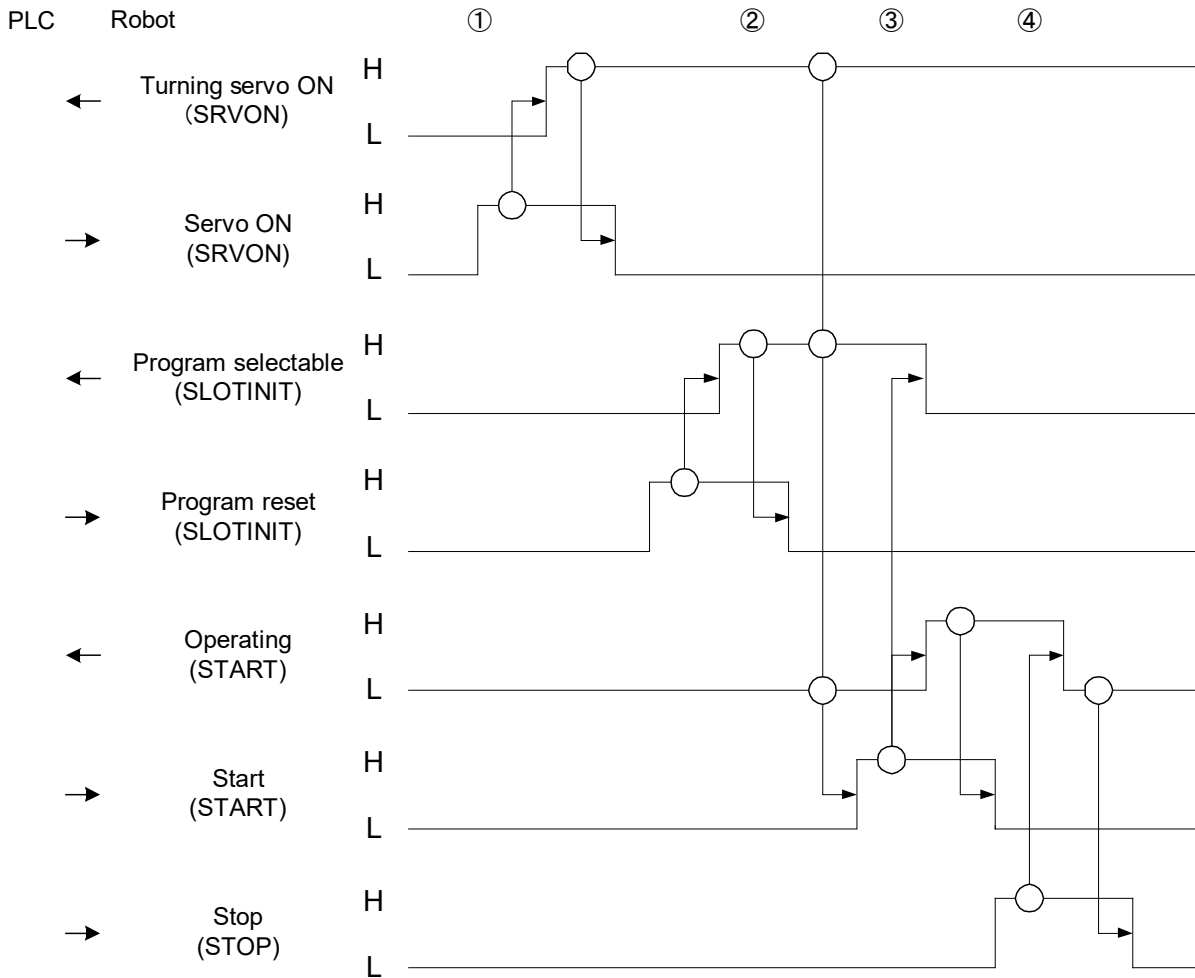 PLC Robot ① ② ③ ④
H
Turning servo ON
（SRVON)
L
H
Servo ON
(SRVON)
L
H
Program selectable
(SLOTINIT)
L
H
Program reset
(SLOTINIT)
L
H
Operating
(START)
L
H
Start
(START)
L
H
Stop
(STOP)
L